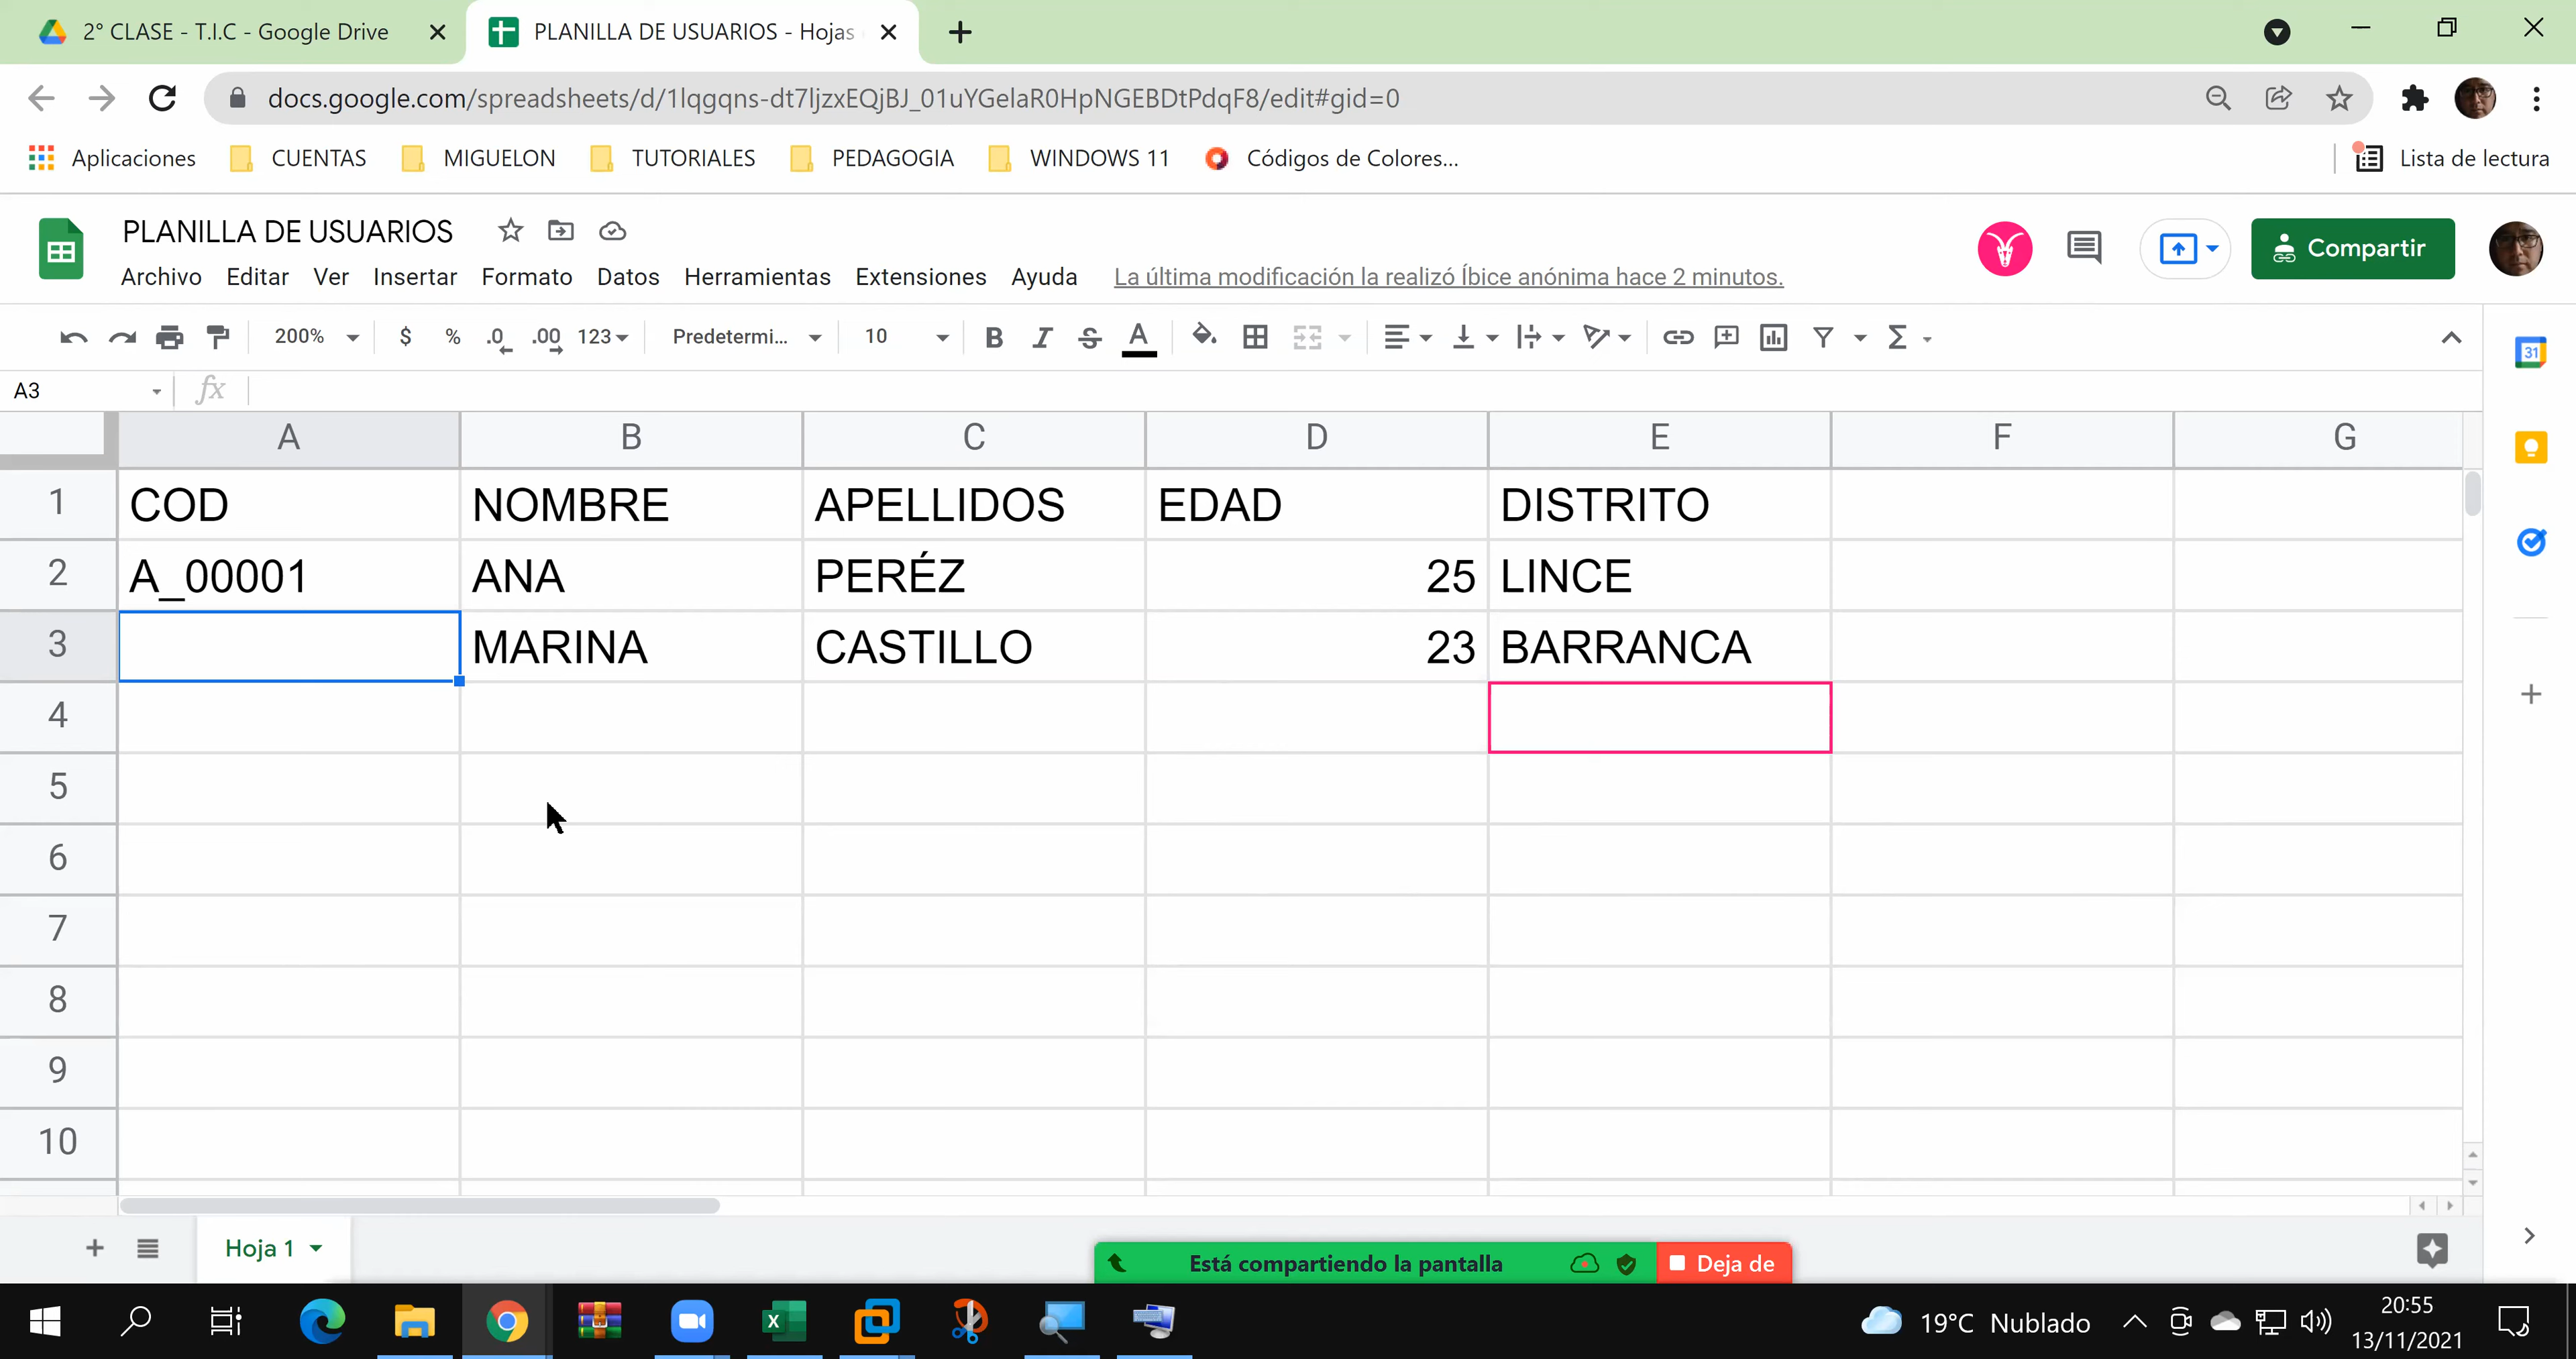 2° CLASE - T.I.C - Google Drive
PLANILLA DE USUARIOS - Hojas
docs.google.com/spreadsheets/d/1lqgqns-dt7ljzxEQjBJ_01uYGelaR0HpNGEBDtPdqF8/edit#gid=0
Aplicaciones CUENTAS MIGUELON TUTORIALES PEDAGOGIA WINDOWS 11 Códigos de Colores... Lista de lectura
PLANILLA DE USUARIOS
Compartir
Archivo Editar Ver Insertar Formato Datos Herramientas Extensiones Ayuda La última modificación la realizó Íbice anónima hace 2 minutos.
200% $ % .0 .00 123 Predetermi... 10 B I S A Σ
31
A3 fx
A B C D E F G
1 COD NOMBRE APELLIDOS EDAD DISTRITO
2 A_00001 ANA PERÉZ 25 LINCE
3 MARINA CASTILLO 23 BARRANCA
4
5
6
7
8
9
10
Hoja 1
Está compartiendo la pantalla Deja de
19°C Nublado
20:55
13/11/2021